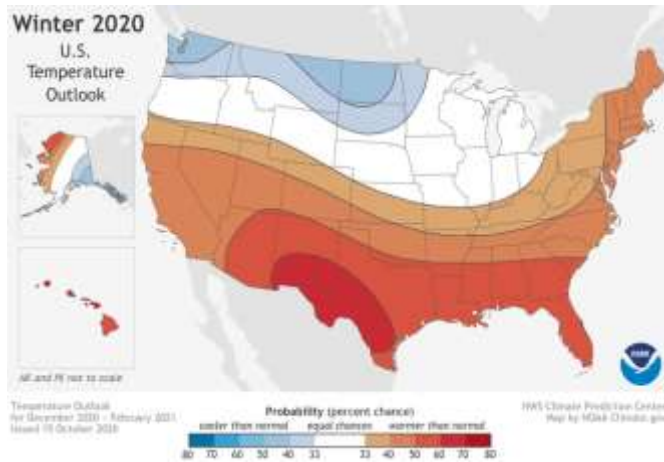 Winter 2020
U.S.
Temperature
Outlook
AK and HI not to scale
Temperature Outlook
for December 2020 - February 2021
Issued 15 October 2020
NWS Climate Prediction Center
Map by NOAA Climate.gov
Probability (percent chance)
cooler than normal equal chances warmer than normal
80 70 60 50 40 33 33 40 50 60 70 80